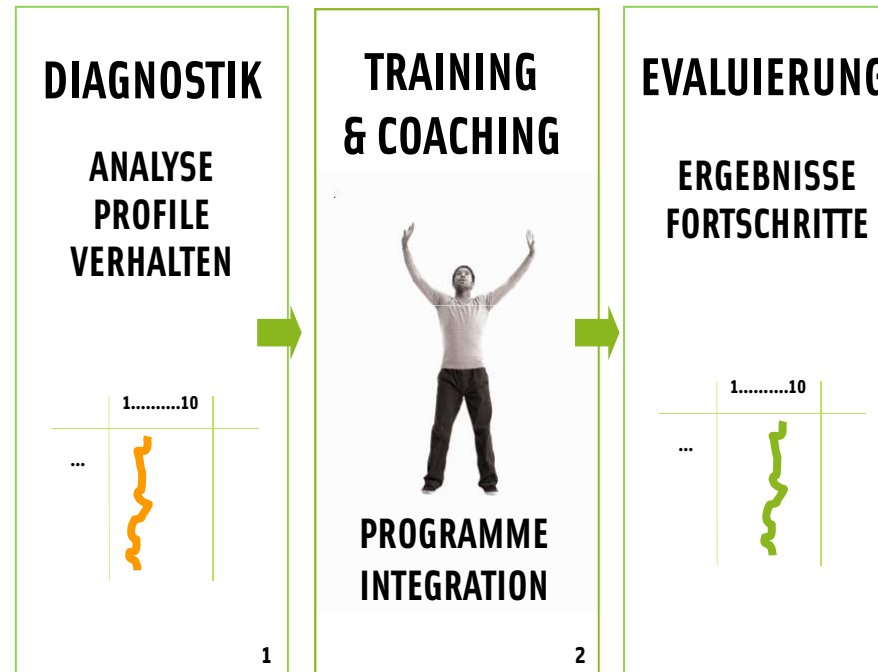 DIAGNOSTIK
ANALYSE
PROFILE
VERHALTEN
1..........10
...
1
TRAINING
& COACHING
PROGRAMME
INTEGRATION
2
EVALUIERUNG
ERGEBNISSE
FORTSCHRITTE
1..........10
...